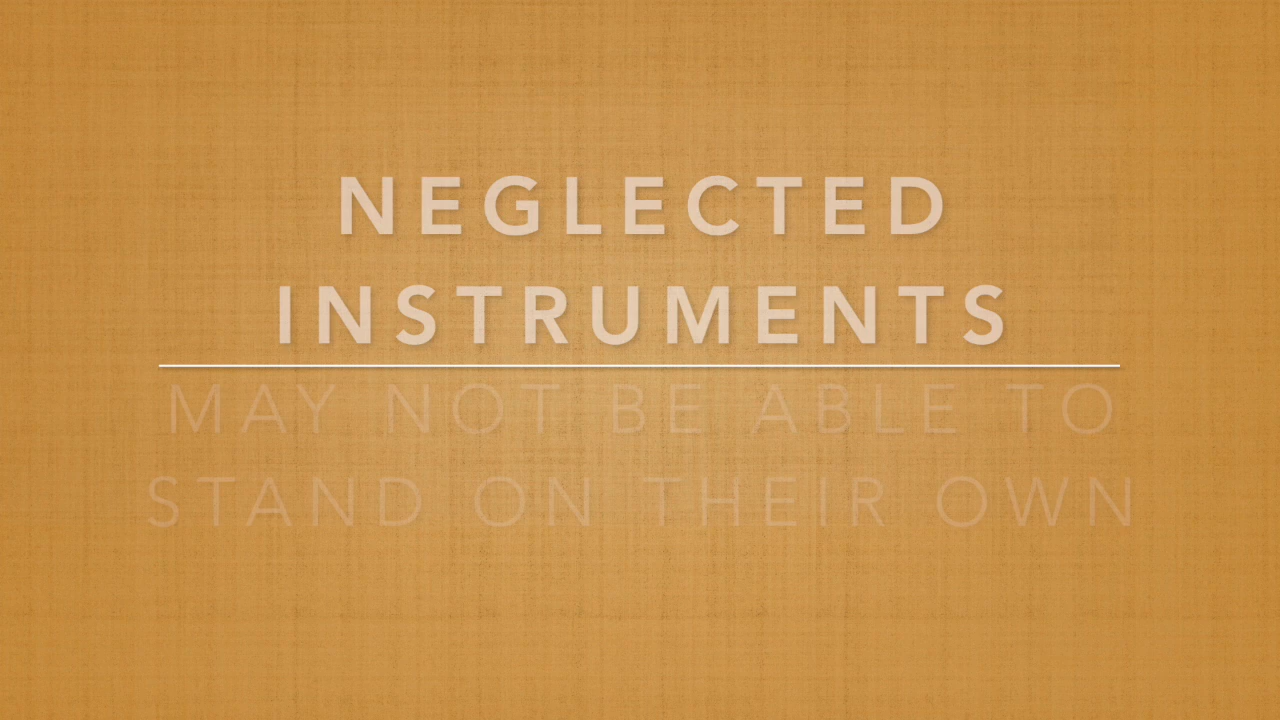 NEGLECTED
INSTRUMENTS
MAY NOT BE ABLE TO
STAND ON THEIR OWN